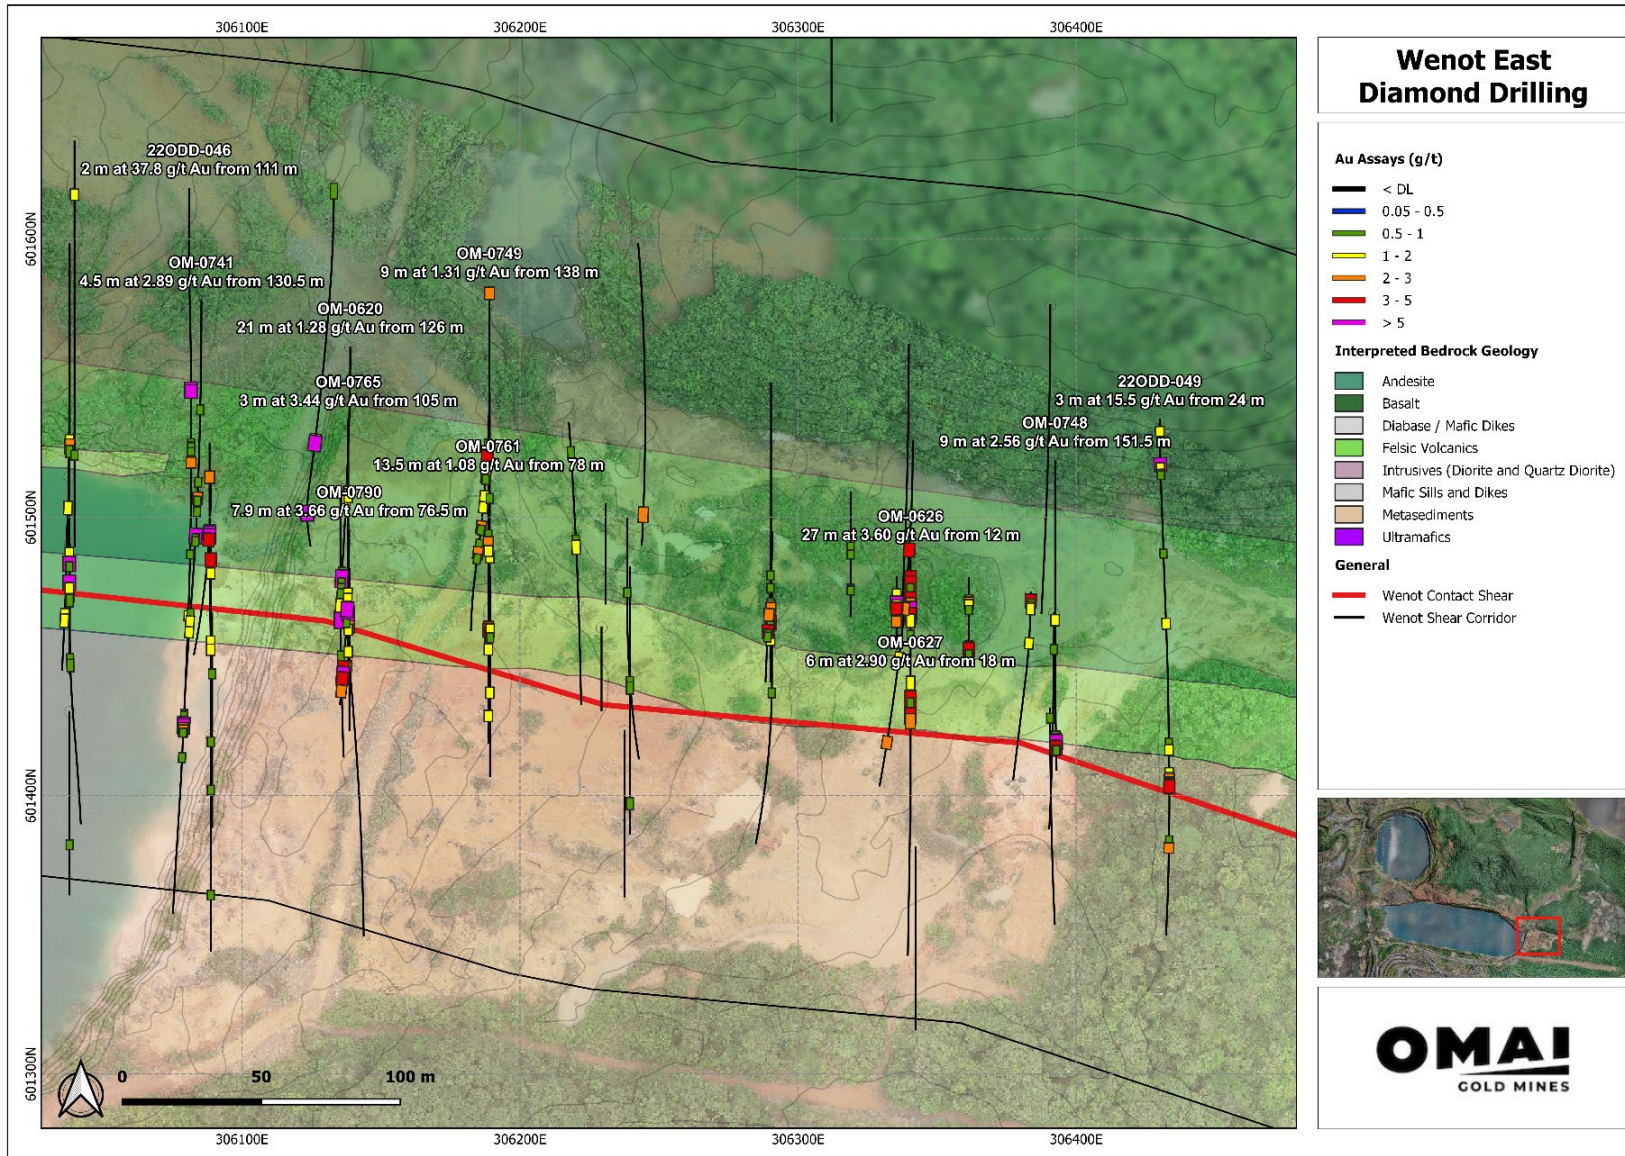 306100E
306200E
306300E
306400E
601600N
601500N
601400N
601300N
22ODD-046
2 m at 37.8 g/t Au from 111 m
OM-0741
4.5 m at 2.89 g/t Au from 130.5 m
OM-0749
9 m at 1.31 g/t Au from 138 m
OM-0620
21 m at 1.28 g/t Au from 126 m
OM-0765
3 m at 3.44 g/t Au from 105 m
22ODD-049
3 m at 15.5 g/t Au from 24 m
OM-0748
9 m at 2.56 g/t Au from 151.5 m
OM-0761
13.5 m at 1.08 g/t Au from 78 m
OM-0790
7.9 m at 3.66 g/t Au from 76.5 m
OM-0626
27 m at 3.60 g/t Au from 12 m
OM-0627
6 m at 2.90 g/t Au from 18 m
0 50 100 m
306100E
306200E
306300E
306400E
Wenot East
Diamond Drilling
Au Assays (g/t)
< DL
0.05 - 0.5
0.5 - 1
1 - 2
2 - 3
3 - 5
> 5
Interpreted Bedrock Geology
Andesite
Basalt
Diabase / Mafic Dikes
Felsic Volcanics
Intrusives (Diorite and Quartz Diorite)
Mafic Sills and Dikes
Metasediments
Ultramafics
General
Wenot Contact Shear
Wenot Shear Corridor
OMAI
GOLD MINES